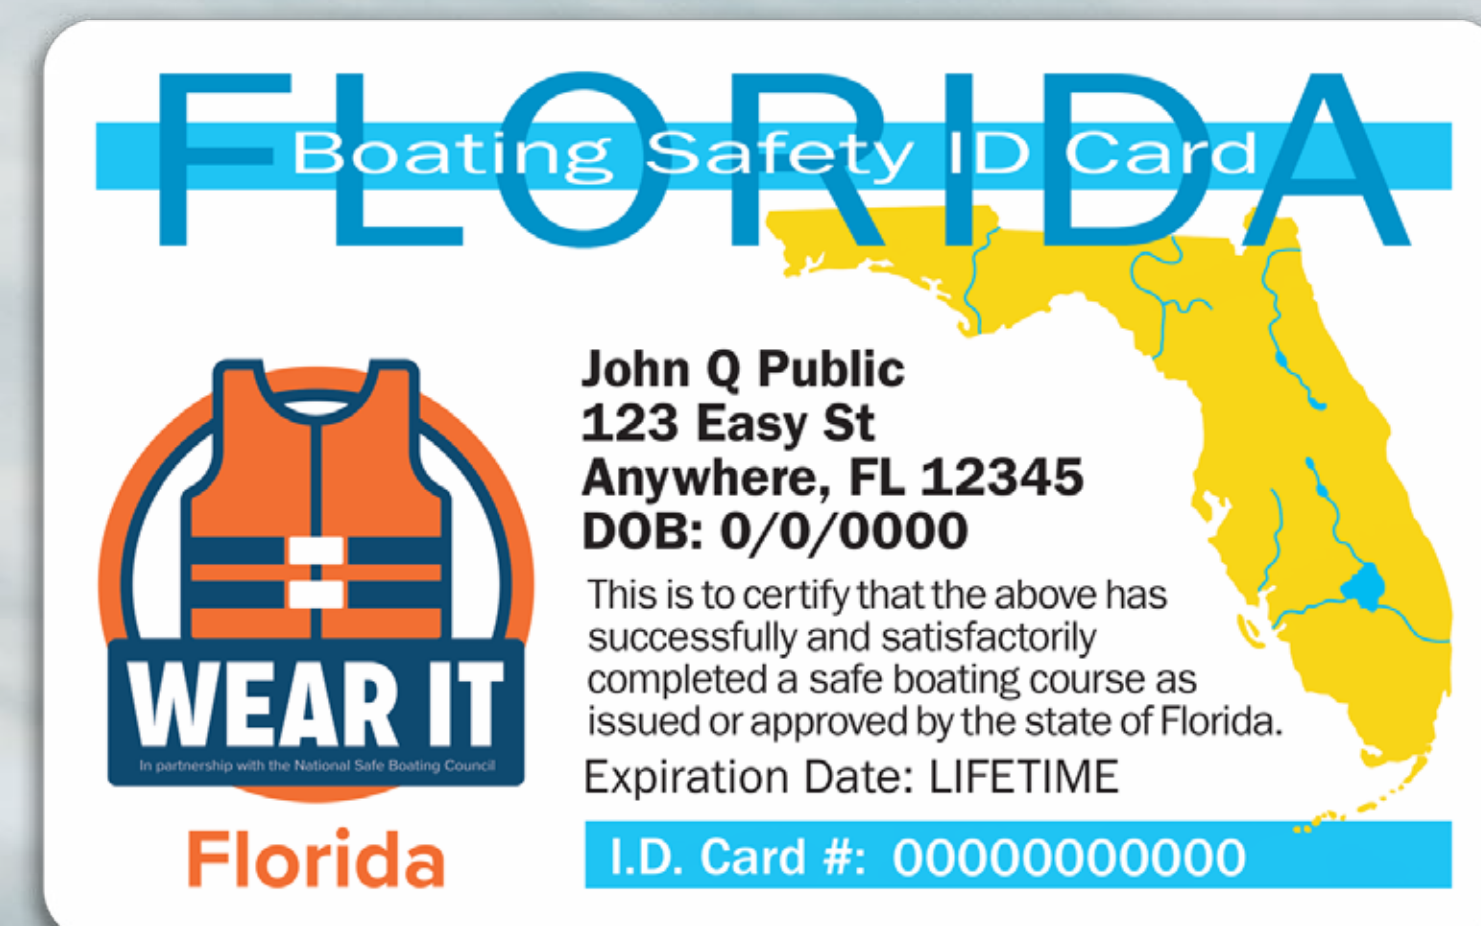 FLORIDA
Boating Safety ID Card
John Q Public
123 Easy St
Anywhere, FL 12345
DOB: 0/0/0000
This is to certify that the above has
successfully and satisfactorily
completed a safe boating course as
issued or approved by the state of Florida.
Expiration Date: LIFETIME
I.D. Card #: 00000000000
WEAR IT
In partnership with the National Safe Boating Council
Florida